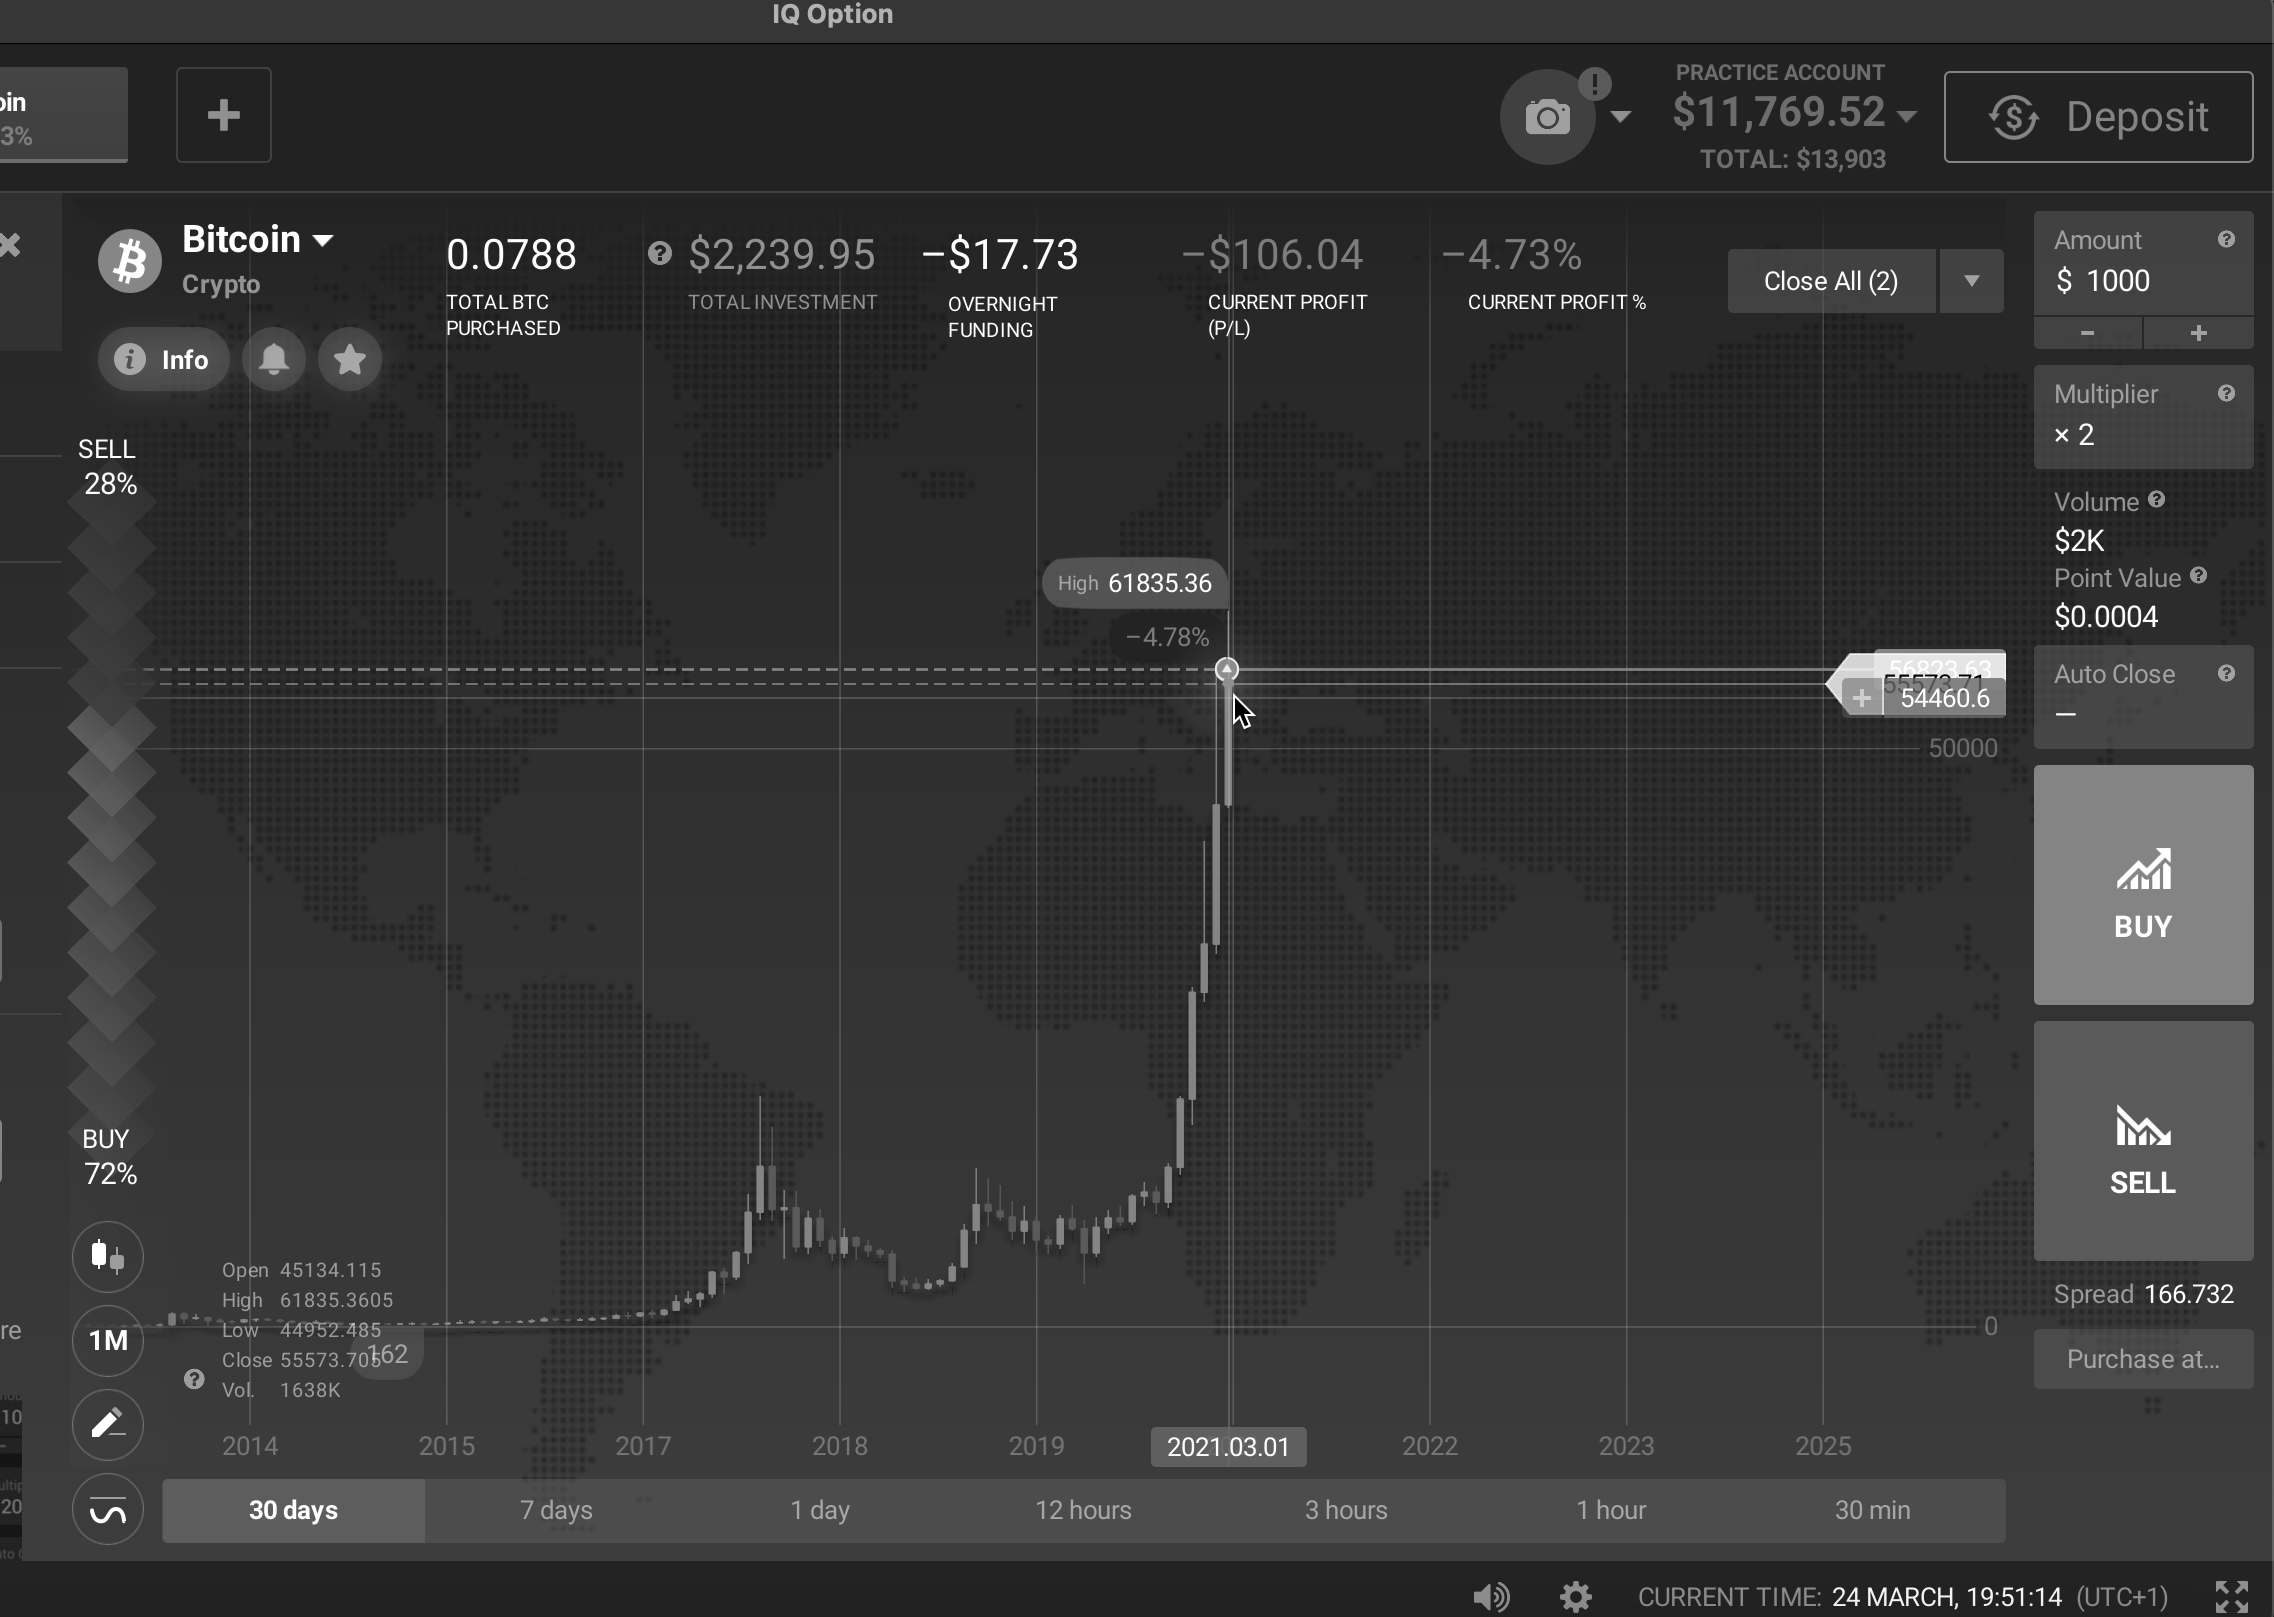 IQ Option
oin
3%
PRACTICE ACCOUNT
$11,769.52
TOTAL: $13,903
Deposit
Bitcoin
Crypto
0.0788
TOTAL BTC
PURCHASED
$2,239.95
TOTAL INVESTMENT
−$17.73
OVERNIGHT
FUNDING
−$106.04
CURRENT PROFIT
(P/L)
−4.73%
CURRENT PROFIT %
Close All (2)
Info
Amount
$ 1000
Multiplier
× 2
Volume
$2K
Point Value
$0.0004
Auto Close
—
SELL
28%
High 61835.36
−4.78%
56823.63
55573.71
54460.6
50000
BUY
SELL
BUY
72%
Open 45134.115
High 61835.3605
Low 44952.485
Close 55573.705
Vol. 1638K
162
1M
re
0
Spread 166.732
Purchase at...
10
20
2014
2015
2017
2018
2019
2021.03.01
2022
2023
2025
30 days
7 days
1 day
12 hours
3 hours
1 hour
30 min
CURRENT TIME: 24 MARCH, 19:51:14 (UTC+1)